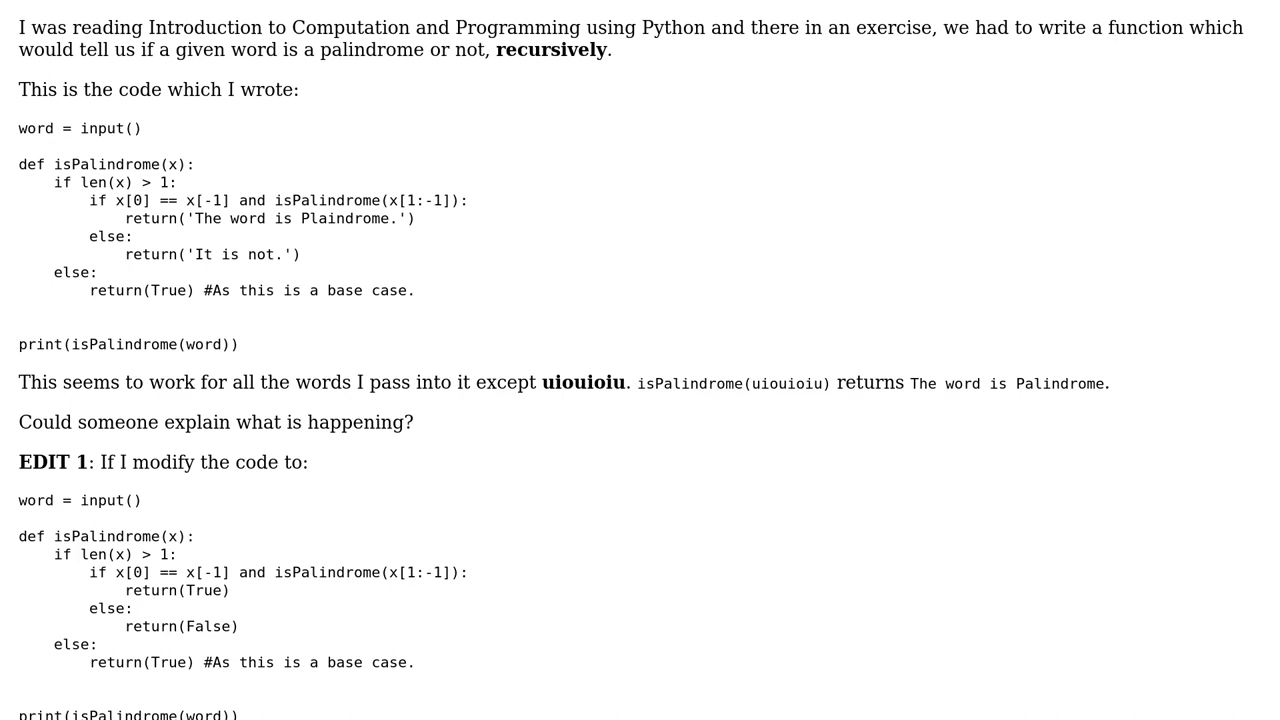 I was reading Introduction to Computation and Programming using Python and there in an exercise, we had to write a function which
would tell us if a given word is a palindrome or not, recursively.
This is the code which I wrote:
word = input()
def isPalindrome(x):
    if len(x) > 1:
        if x[0] == x[-1] and isPalindrome(x[1:-1]):
            return('The word is Plaindrome.')
        else:
            return('It is not.')
    else:
        return(True) #As this is a base case.
print(isPalindrome(word))
This seems to work for all the words I pass into it except uiouioiu. isPalindrome(uiouioiu) returns The word is Palindrome.
Could someone explain what is happening?
EDIT 1: If I modify the code to:
word = input()
def isPalindrome(x):
    if len(x) > 1:
        if x[0] == x[-1] and isPalindrome(x[1:-1]):
            return(True)
        else:
            return(False)
    else:
        return(True) #As this is a base case.
print(isPalindrome(word))